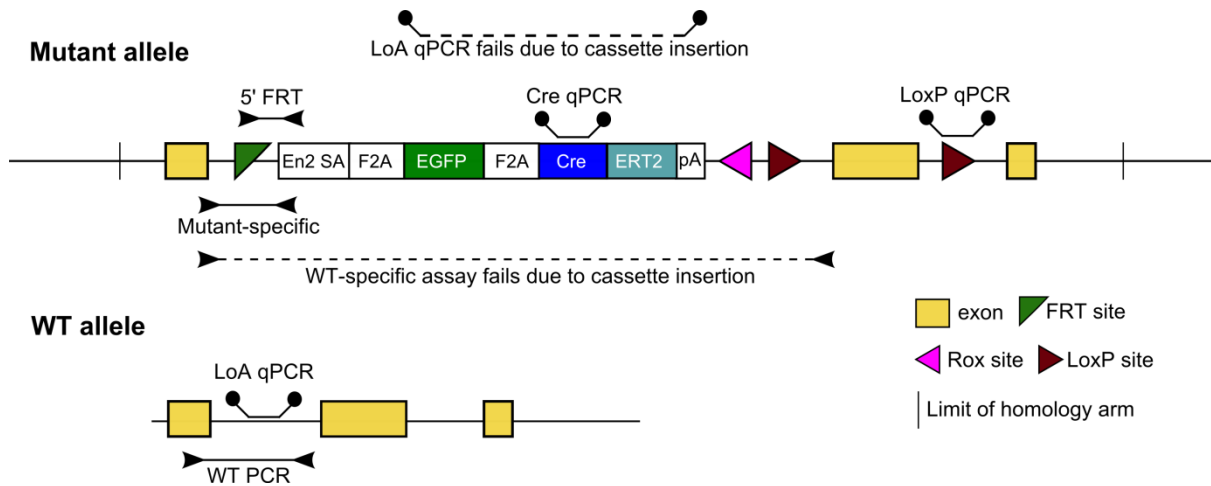 LoA qPCR fails due to cassette insertion
Mutant allele
5' FRT
Cre qPCR
LoxP qPCR
En2 SA F2A EGFP F2A Cre ERT2 pA
Mutant-specific
WT-specific assay fails due to cassette insertion
exon FRT site
WT allele
LoA qPCR
Rox site LoxP site
Limit of homology arm
WT PCR